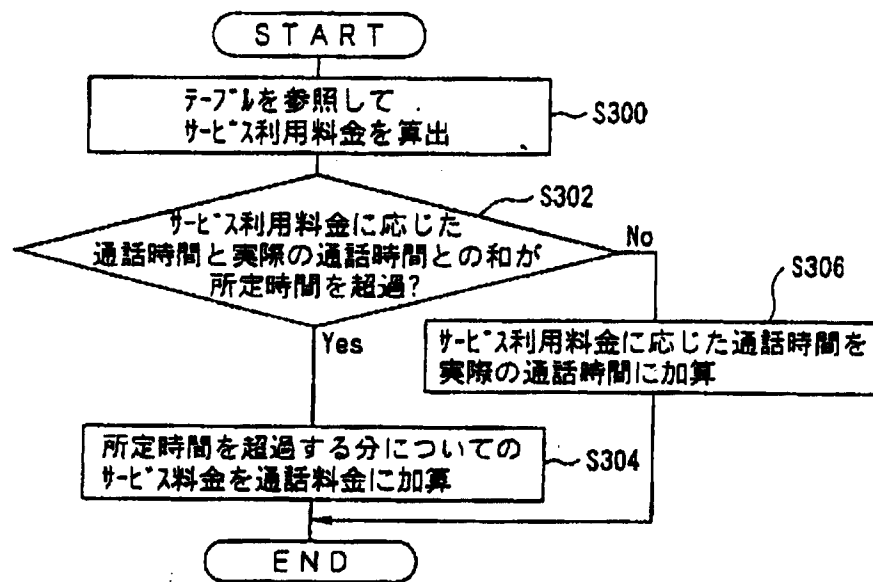 START
テーブルを参照して
サービス利用料金を算出
S300
S302
サービス利用料金に応じた
通話時間と実際の通話時間との和が
所定時間を超過?
No
Yes
S306
サービス利用料金に応じた通話時間を
実際の通話時間に加算
所定時間を超過する分についての
サービス料金を通話料金に加算
S304
END